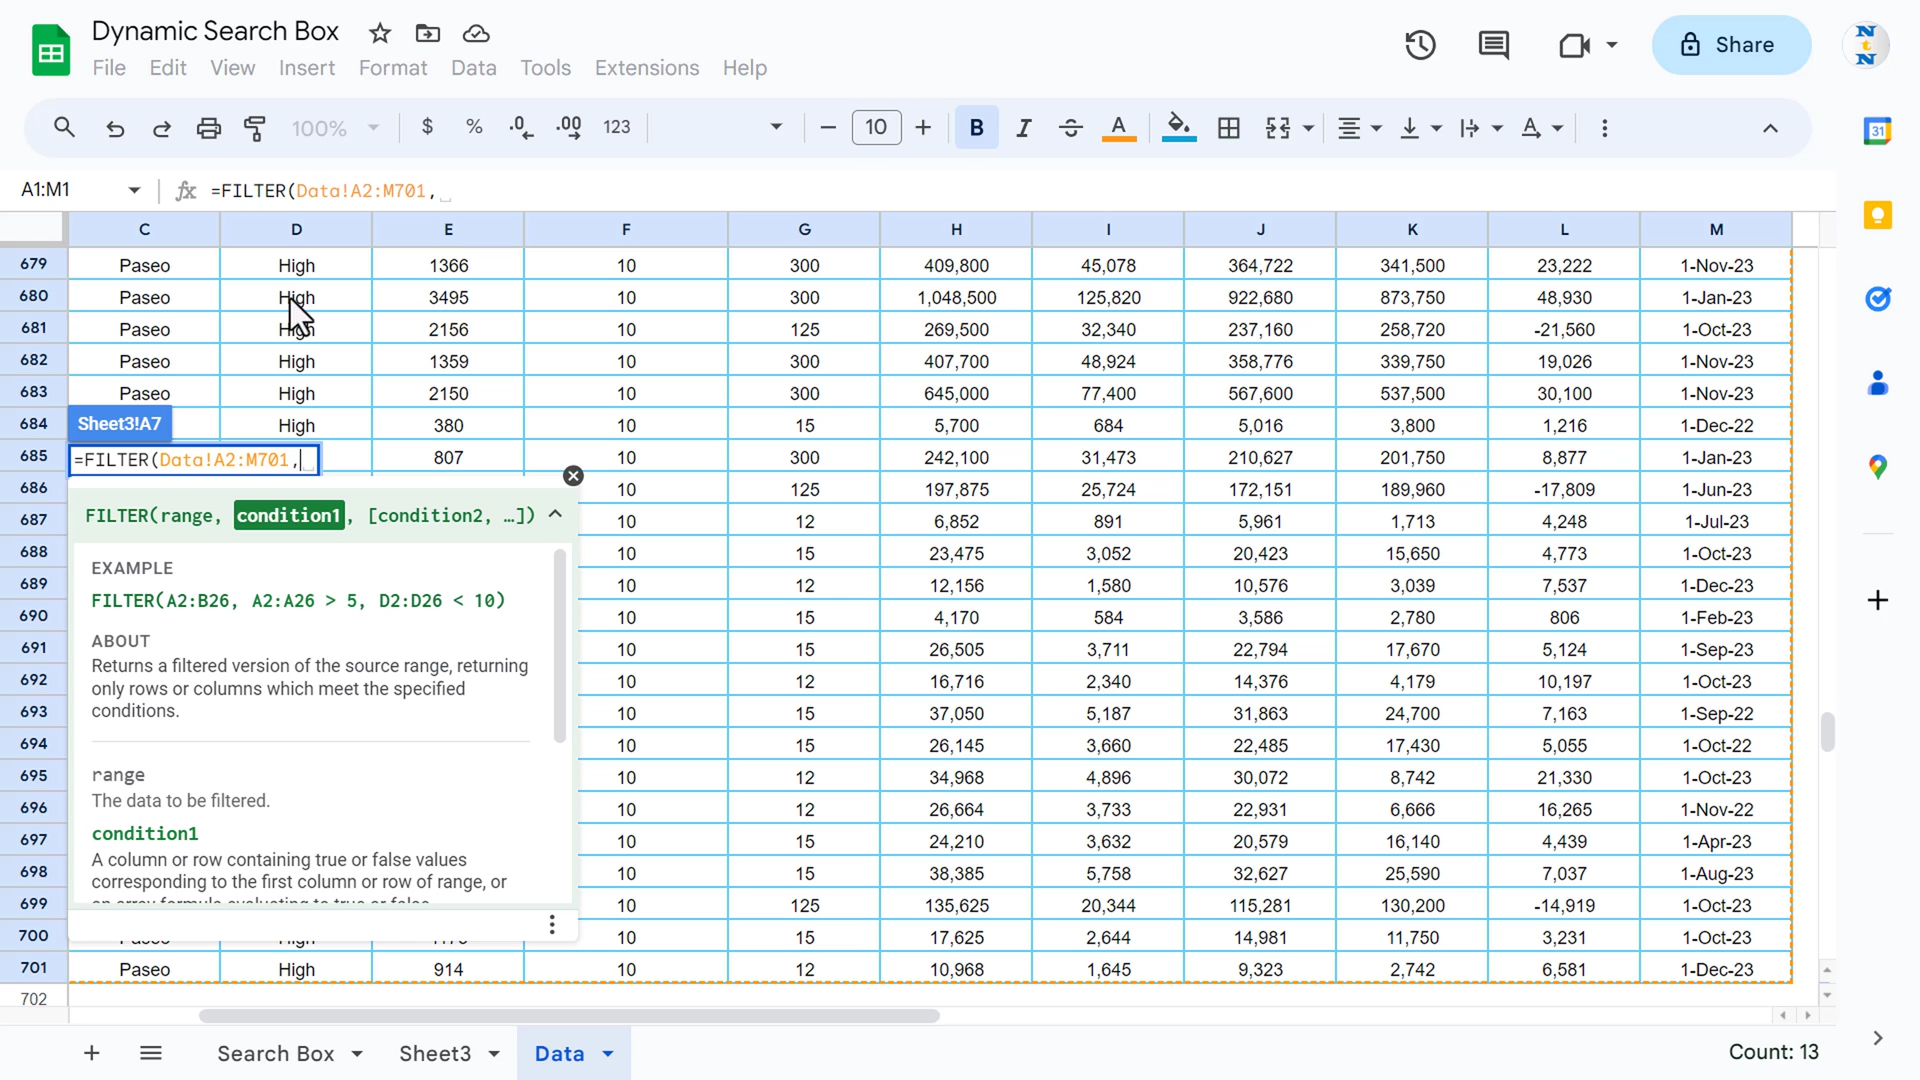 Dynamic Search Box
File Edit View Insert Format Data Tools Extensions Help
Share
N
t
N
100% $ % .0 .00 123 10 B I A A
31
A1:M1 fx =FILTER(Data!A2:M701,
C D E F G H I J K L M
679 Paseo High 1366 10 300 409,800 45,078 364,722 341,500 23,222 1-Nov-23
680 Paseo High 3495 10 300 1,048,500 125,820 922,680 873,750 48,930 1-Jan-23
681 Paseo High 2156 10 125 269,500 32,340 237,160 258,720 -21,560 1-Oct-23
682 Paseo High 1359 10 300 407,700 48,924 358,776 339,750 19,026 1-Nov-23
683 Paseo High 2150 10 300 645,000 77,400 567,600 537,500 30,100 1-Nov-23
684 Sheet3!A7 High 380 10 15 5,700 684 5,016 3,800 1,216 1-Dec-22
685 =FILTER(Data!A2:M701, 807 10 300 242,100 31,473 210,627 201,750 8,877 1-Jan-23
686 10 125 197,875 25,724 172,151 189,960 -17,809 1-Jun-23
687 FILTER(range, condition1, [condition2, …]) 10 12 6,852 891 5,961 1,713 4,248 1-Jul-23
688 EXAMPLE 10 15 23,475 3,052 20,423 15,650 4,773 1-Oct-23
689 FILTER(A2:B26, A2:A26 > 5, D2:D26 < 10) 10 12 12,156 1,580 10,576 3,039 7,537 1-Dec-23
690 ABOUT 10 15 4,170 584 3,586 2,780 806 1-Feb-23
691 Returns a filtered version of the source range, returning 10 15 26,505 3,711 22,794 17,670 5,124 1-Sep-23
692 only rows or columns which meet the specified 10 12 16,716 2,340 14,376 4,179 10,197 1-Oct-23
693 conditions. 10 15 37,050 5,187 31,863 24,700 7,163 1-Sep-22
694 10 15 26,145 3,660 22,485 17,430 5,055 1-Oct-22
695 range 10 12 34,968 4,896 30,072 8,742 21,330 1-Oct-23
696 The data to be filtered. 10 12 26,664 3,733 22,931 6,666 16,265 1-Nov-22
697 condition1 10 15 24,210 3,632 20,579 16,140 4,439 1-Apr-23
698 A column or row containing true or false values 10 15 38,385 5,758 32,627 25,590 7,037 1-Aug-23
corresponding to the first column or row of range, or
699 an array formula evaluating to true or false. 10 125 135,625 20,344 115,281 130,200 -14,919 1-Oct-23
700 10 15 17,625 2,644 14,981 11,750 3,231 1-Oct-23
701 Paseo High 914 10 12 10,968 1,645 9,323 2,742 6,581 1-Dec-23
702
Search Box Sheet3 Data Count: 13